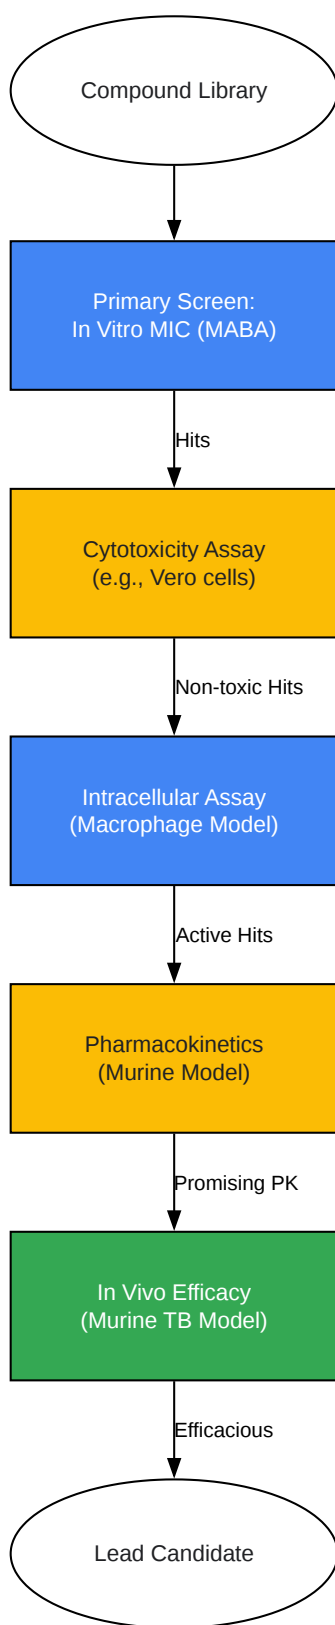 Compound Library
Primary Screen:
In Vitro MIC (MABA)
Hits
Cytotoxicity Assay
(e.g., Vero cells)
Non-toxic Hits
Intracellular Assay
(Macrophage Model)
Active Hits
Pharmacokinetics
(Murine Model)
Promising PK
In Vivo Efficacy
(Murine TB Model)
Efficacious
Lead Candidate